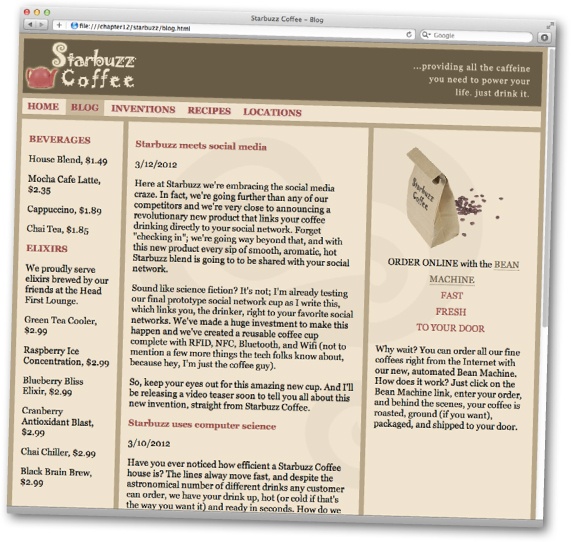 Starbuzz Coffee – Blog
file:///chapter12/starbuzz/blog.html
Google
Starbuzz
Coffee
...providing all the caffeine
you need to power your
life. just drink it.
HOME BLOG INVENTIONS RECIPES LOCATIONS
BEVERAGES
House Blend, $1.49
Mocha Cafe Latte,
$2.35
Cappuccino, $1.89
Chai Tea, $1.85
ELIXIRS
We proudly serve
elixirs brewed by our
friends at the Head
First Lounge.
Green Tea Cooler,
$2.99
Raspberry Ice
Concentration, $2.99
Blueberry Bliss
Elixir, $2.99
Cranberry
Antioxidant Blast,
$2.99
Chai Chiller, $2.99
Black Brain Brew,
$2.99
Starbuzz meets social media
3/12/2012
Here at Starbuzz we're embracing the social media
craze. In fact, we're going further than any of our
competitors and we're very close to announcing a
revolutionary new product that links your coffee
drinking directly to your social network. Forget
"checking in"; we're going way beyond that, and with
this new product every sip of smooth, aromatic, hot
Starbuzz blend is going to to be shared with your social
network.
Sound like science fiction? It's not; I'm already testing
our final prototype social network cup as I write this,
which links you, the drinker, right to your favorite social
networks. We've made a huge investment to make this
happen and we've created a reusable coffee cup
complete with RFID, NFC, Bluetooth, and Wifi (not to
mention a few more things the tech folks know about,
because hey, I'm just the coffee guy).
So, keep your eyes out for this amazing new cup. And I'll
be releasing a video teaser soon to tell you all about this
new invention, straight from Starbuzz Coffee.
Starbuzz uses computer science
3/10/2012
Have you ever noticed how efficient a Starbuzz Coffee
house is? The lines alway move fast, and despite the
astronomical number of different drinks any customer
can order, we have your drink up, hot (or cold if that's
the way you want it) and ready in seconds. How do we
Starbuzz
Coffee
ORDER ONLINE with the BEAN
MACHINE
FAST
FRESH
TO YOUR DOOR
Why wait? You can order all our fine
coffees right from the Internet with
our new, automated Bean Machine.
How does it work? Just click on the
Bean Machine link, enter your order,
and behind the scenes, your coffee is
roasted, ground (if you want),
packaged, and shipped to your door.